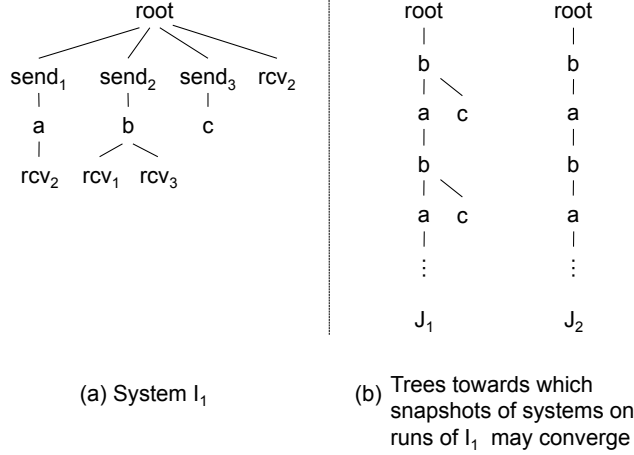 root
send₁ send₂ send₃ rcv₂
a b c
rcv₂ rcv₁ rcv₃
(a) System I₁
root root
b b
a c a
b b
a c a
⋮ ⋮
J₁ J₂
(b) Trees towards which
snapshots of systems on
runs of I₁ may converge